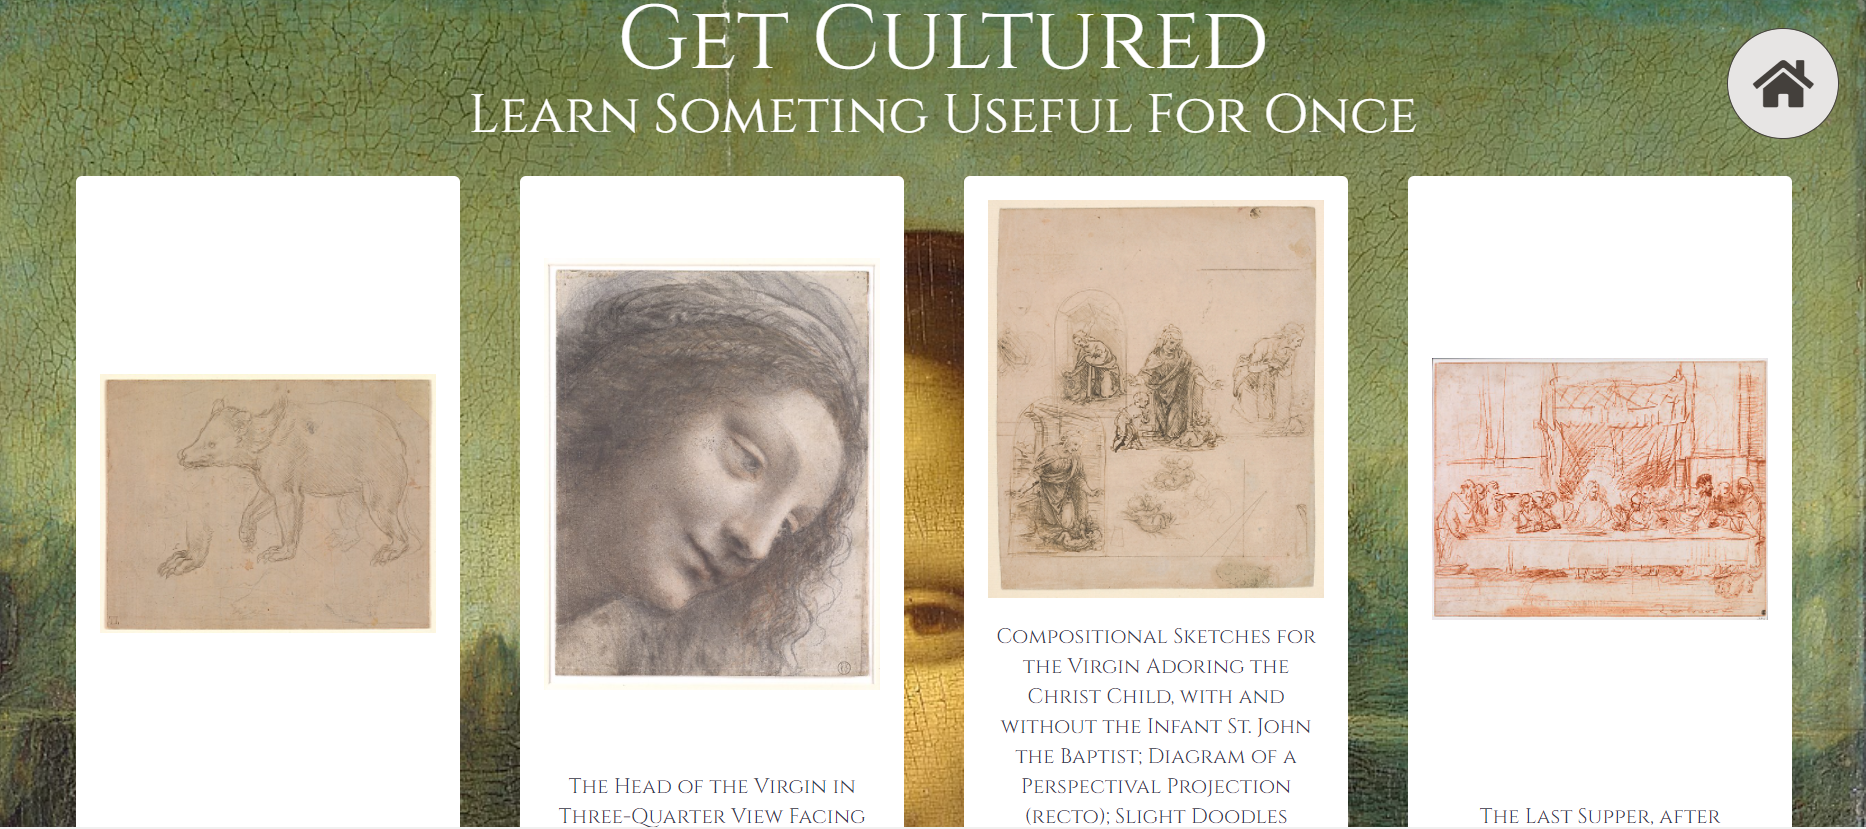 Get Cultured
Learn Someting Useful For Once
Compositional Sketches for
the Virgin Adoring the
Christ Child, with and
without the Infant St. John
the Baptist; Diagram of a
Perspectival Projection
(recto); Slight Doodles
The Head of the Virgin in
Three-Quarter View Facing
The Last Supper, after